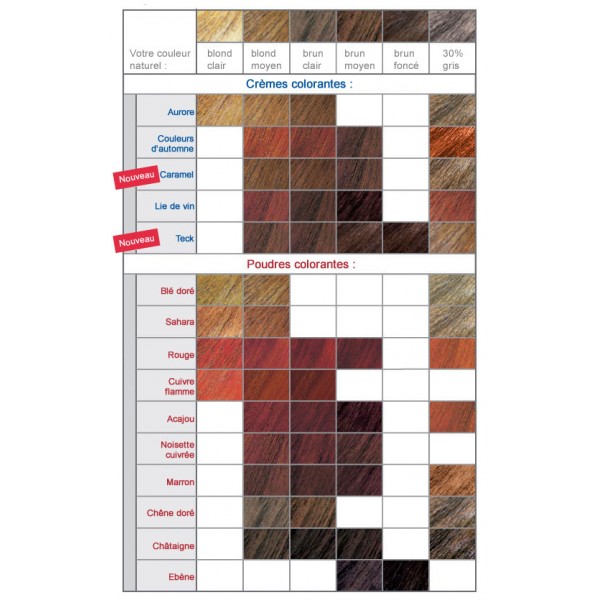 Votre couleur naturel :
blond clair
blond moyen
brun clair
brun moyen
brun foncé
30% gris
Crèmes colorantes :
Aurore
Couleurs d'automne
Nouveau Caramel
Lie de vin
Nouveau Teck
Poudres colorantes :
Blé doré
Sahara
Rouge
Cuivre flamme
Acajou
Noisette cuivrée
Marron
Chêne doré
Châtaigne
Ebène